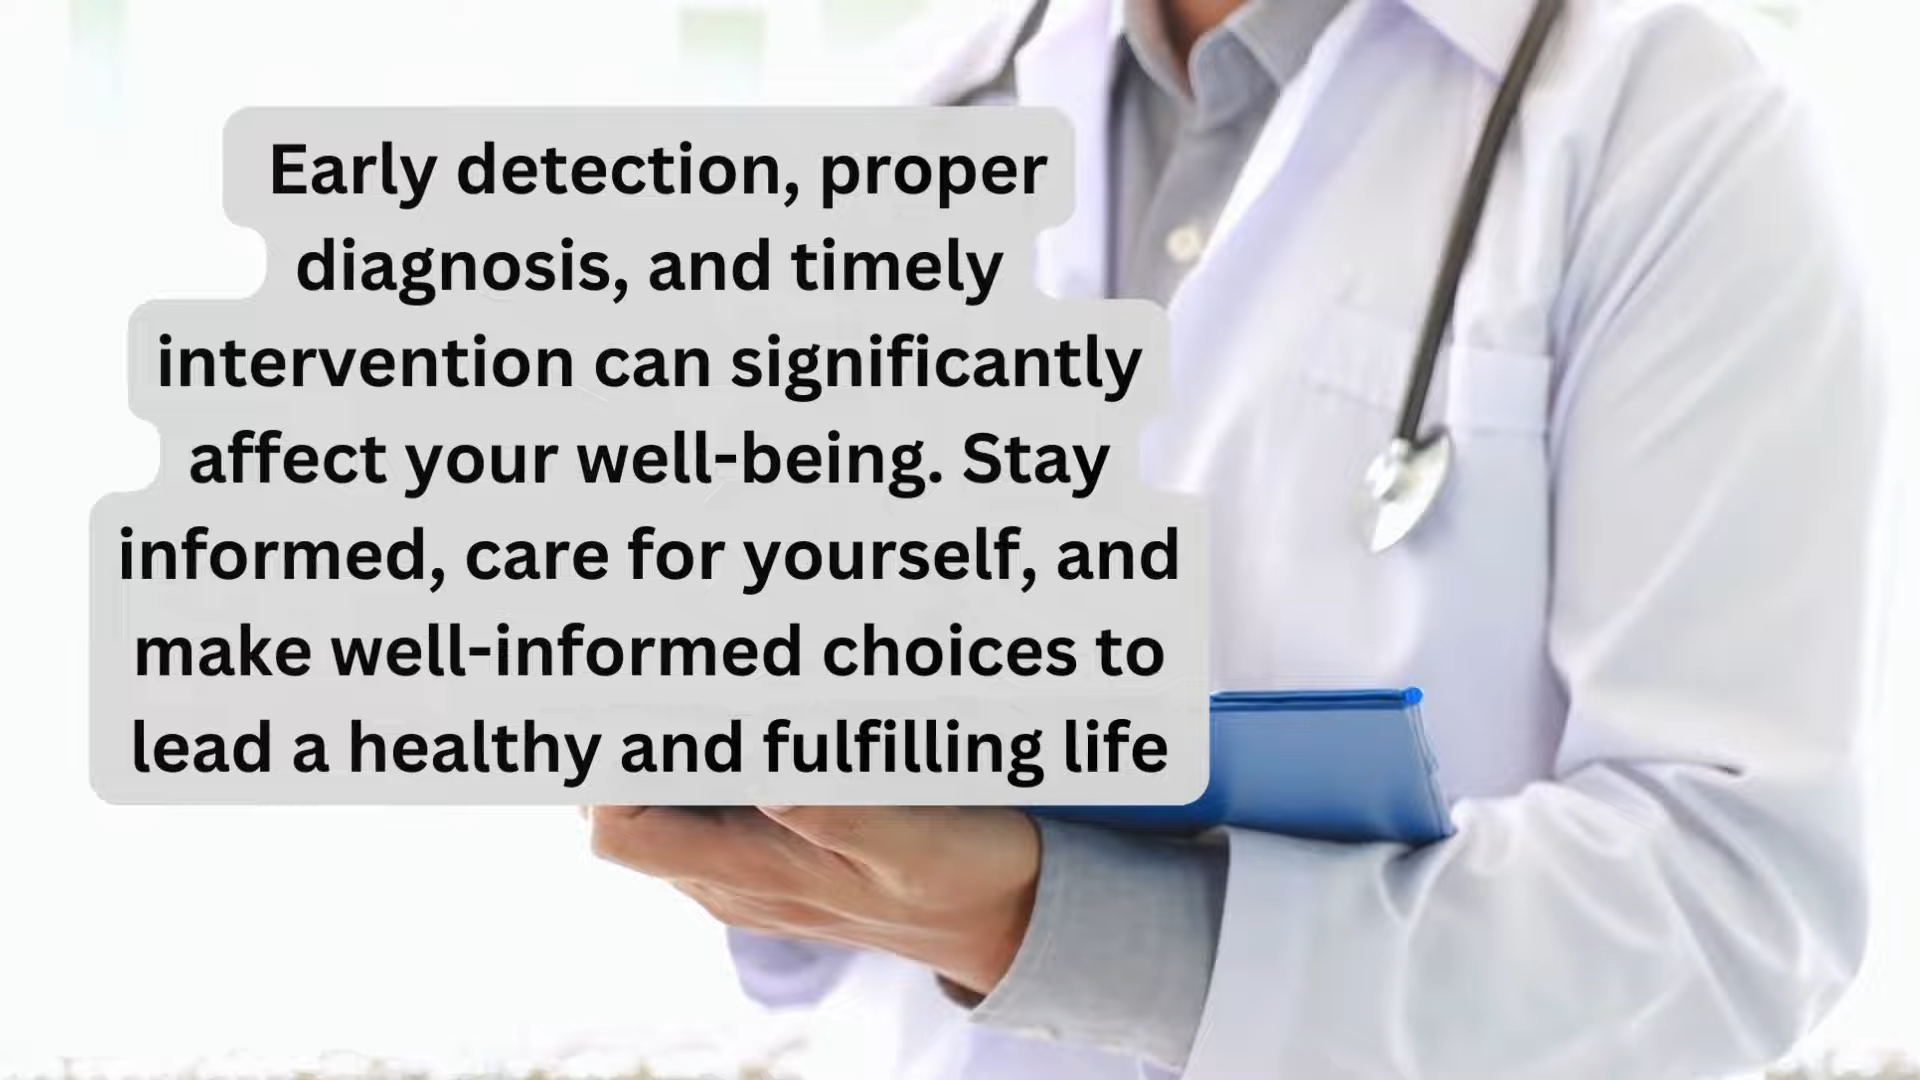 Early detection, proper
diagnosis, and timely
intervention can significantly
affect your well-being. Stay
informed, care for yourself, and
make well-informed choices to
lead a healthy and fulfilling life